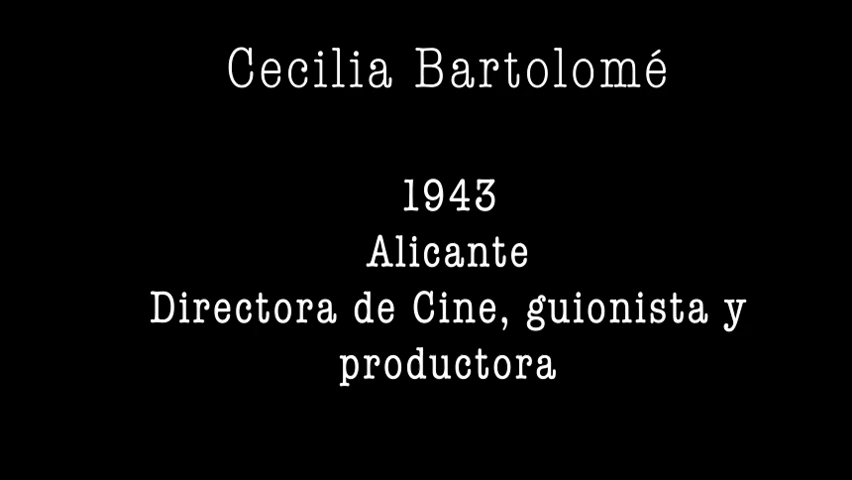 Cecilia Bartolomé
1943
Alicante
Directora de Cine, guionista y
productora